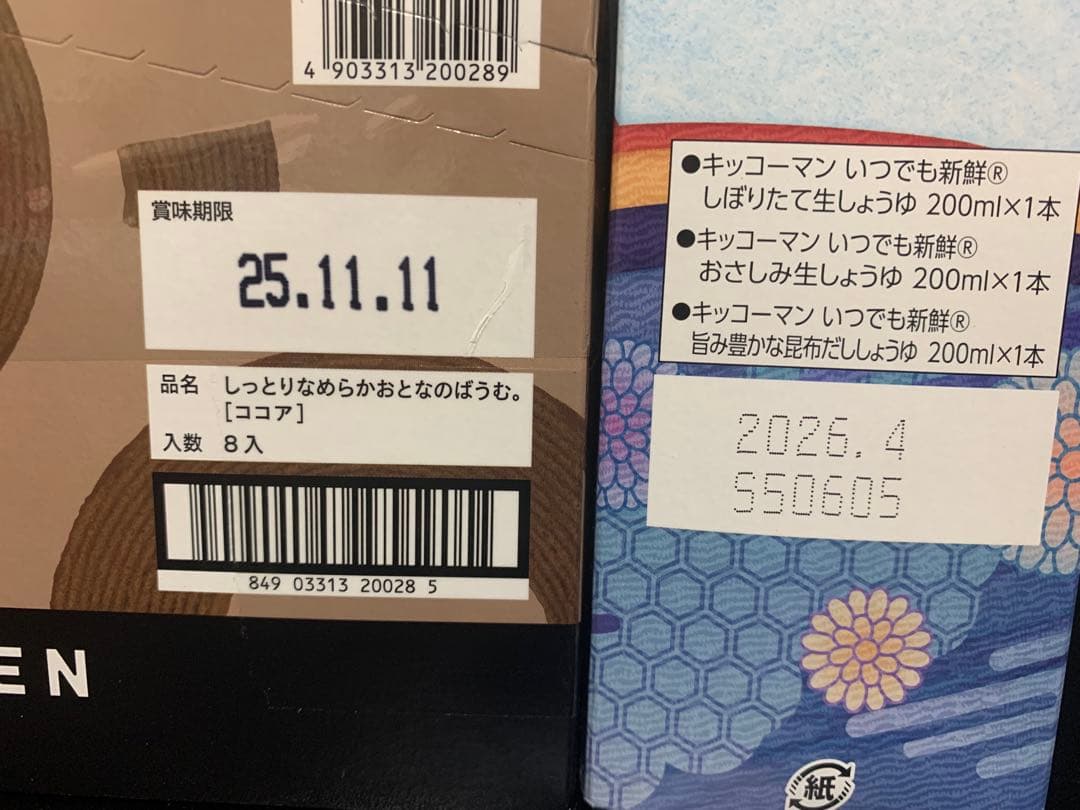 4 903313 200289
賞味期限
25.11.11
品名 しっとりなめらかおとなのばうむ。
[ココア]
入数 8入
849 03313 20028 5
EN
●キッコーマン いつでも新鮮®
しぼりたて生しょうゆ 200ml×1本
●キッコーマン いつでも新鮮®
おさしみ生しょうゆ 200ml×1本
●キッコーマン いつでも新鮮®
旨み豊かな昆布だししょうゆ 200ml×1本
2026.4
S50605
紙